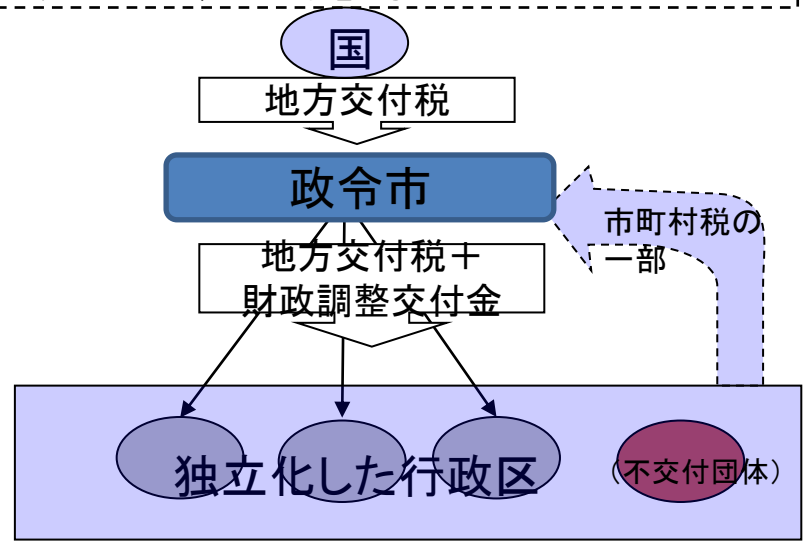 国
地方交付税
政令市
市町村税の
一部
地方交付税＋
財政調整交付金
独立化した行政区
（不交付団体）